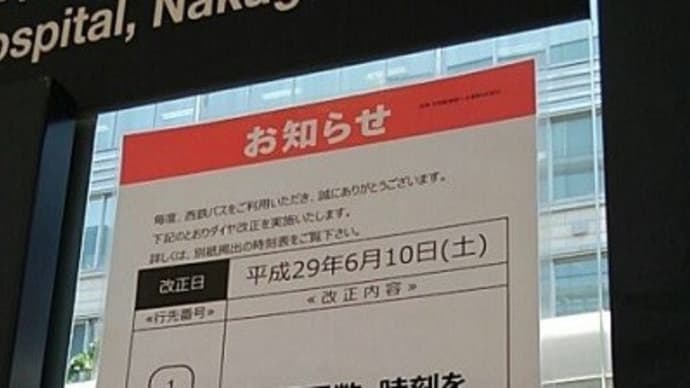 ospital, Nakag
お知らせ
毎度、西鉄バスをご利用いただき、誠にありがとうございます。
下記のとおりダイヤ改正を実施いたします。
詳しくは、別紙掲出の時刻表をご覧下さい。
改正日 平成29年6月10日(土)
≪行先番号≫ ≪改正内容≫
1
時刻を